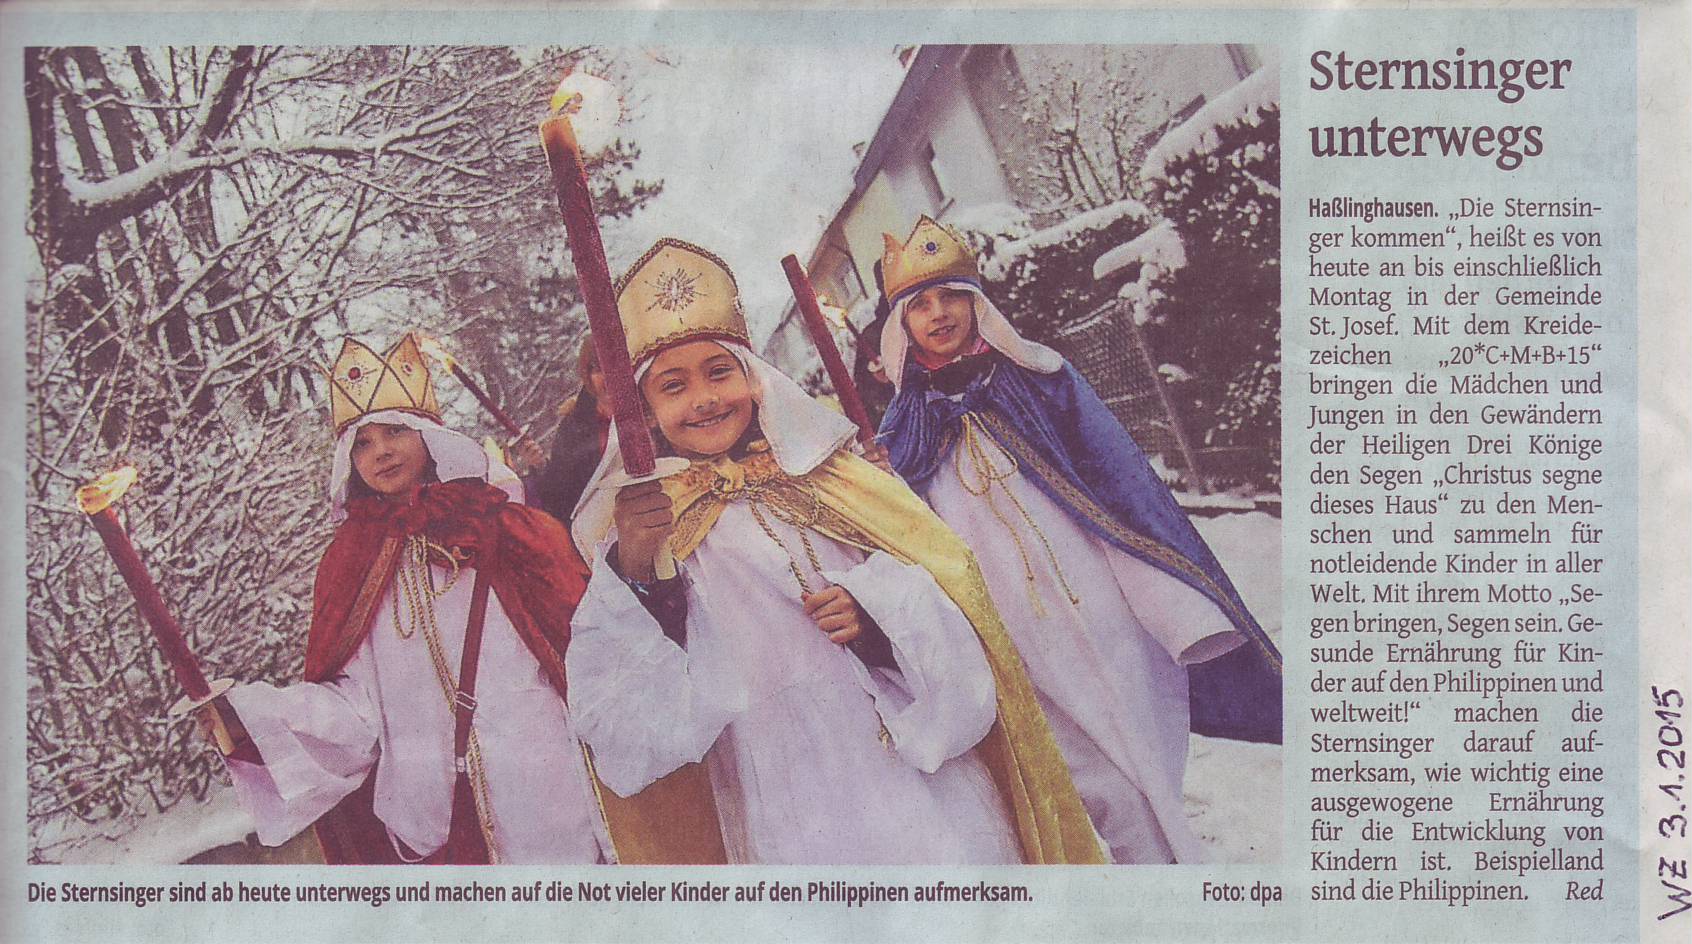 Sternsinger
unterwegs
Haßlinghausen. „Die Sternsin-
ger kommen“, heißt es von
heute an bis einschließlich
Montag in der Gemeinde
St. Josef. Mit dem Kreide-
zeichen „20*C+M+B+15“
bringen die Mädchen und
Jungen in den Gewändern
der Heiligen Drei Könige
den Segen „Christus segne
dieses Haus“ zu den Men-
schen und sammeln für
notleidende Kinder in aller
Welt. Mit ihrem Motto „Se-
gen bringen, Segen sein. Ge-
sunde Ernährung für Kin-
der auf den Philippinen und
weltweit!“ machen die
Sternsinger darauf auf-
merksam, wie wichtig eine
ausgewogene Ernährung
für die Entwicklung von
Kindern ist. Beispielland
sind die Philippinen. Red
Die Sternsinger sind ab heute unterwegs und machen auf die Not vieler Kinder auf den Philippinen aufmerksam. Foto: dpa
WZ 3.1.2015